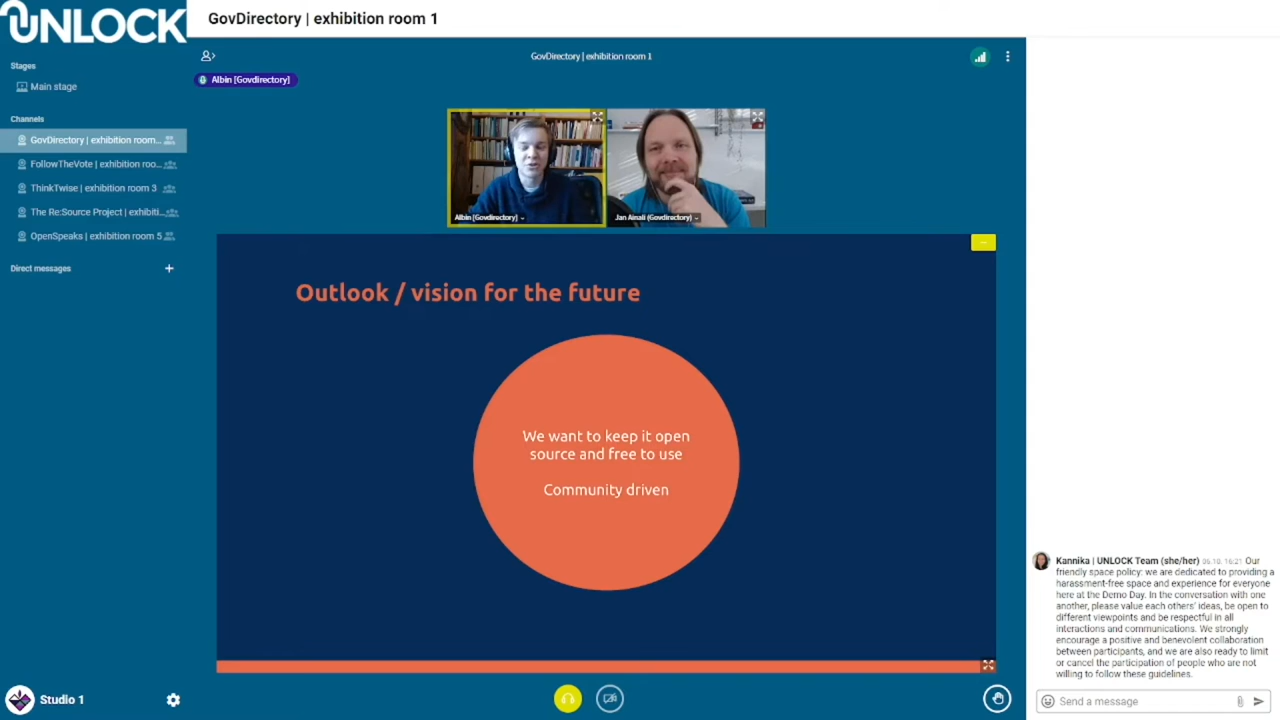 UNLOCK
GovDirectory | exhibition room 1
Stages
Main stage
Channels
GovDirectory | exhibition room...
FollowTheVote | exhibition roo...
ThinkTwise | exhibition room 3
The Re:Source Project | exhibiti...
OpenSpeaks | exhibition room 5
Direct messages
+
GovDirectory | exhibition room 1
Albin [Govdirectory]
Albin [Govdirectory]
Jan Ainali (Govdirectory)
Outlook / vision for the future
We want to keep it open
source and free to use
Community driven
Kannika | UNLOCK Team (she/her) 05.10, 16:21 Our
friendly space policy: we are dedicated to providing a
harassment-free space and experience for everyone
here at the Demo Day. In the conversation with one
another, please value each others' ideas, be open to
different viewpoints and be respectful in all
interactions and communications. We strongly
encourage a positive and benevolent collaboration
between participants, and we are also ready to limit
or cancel the participation of people who are not
willing to follow these guidelines.
Send a message
Studio 1